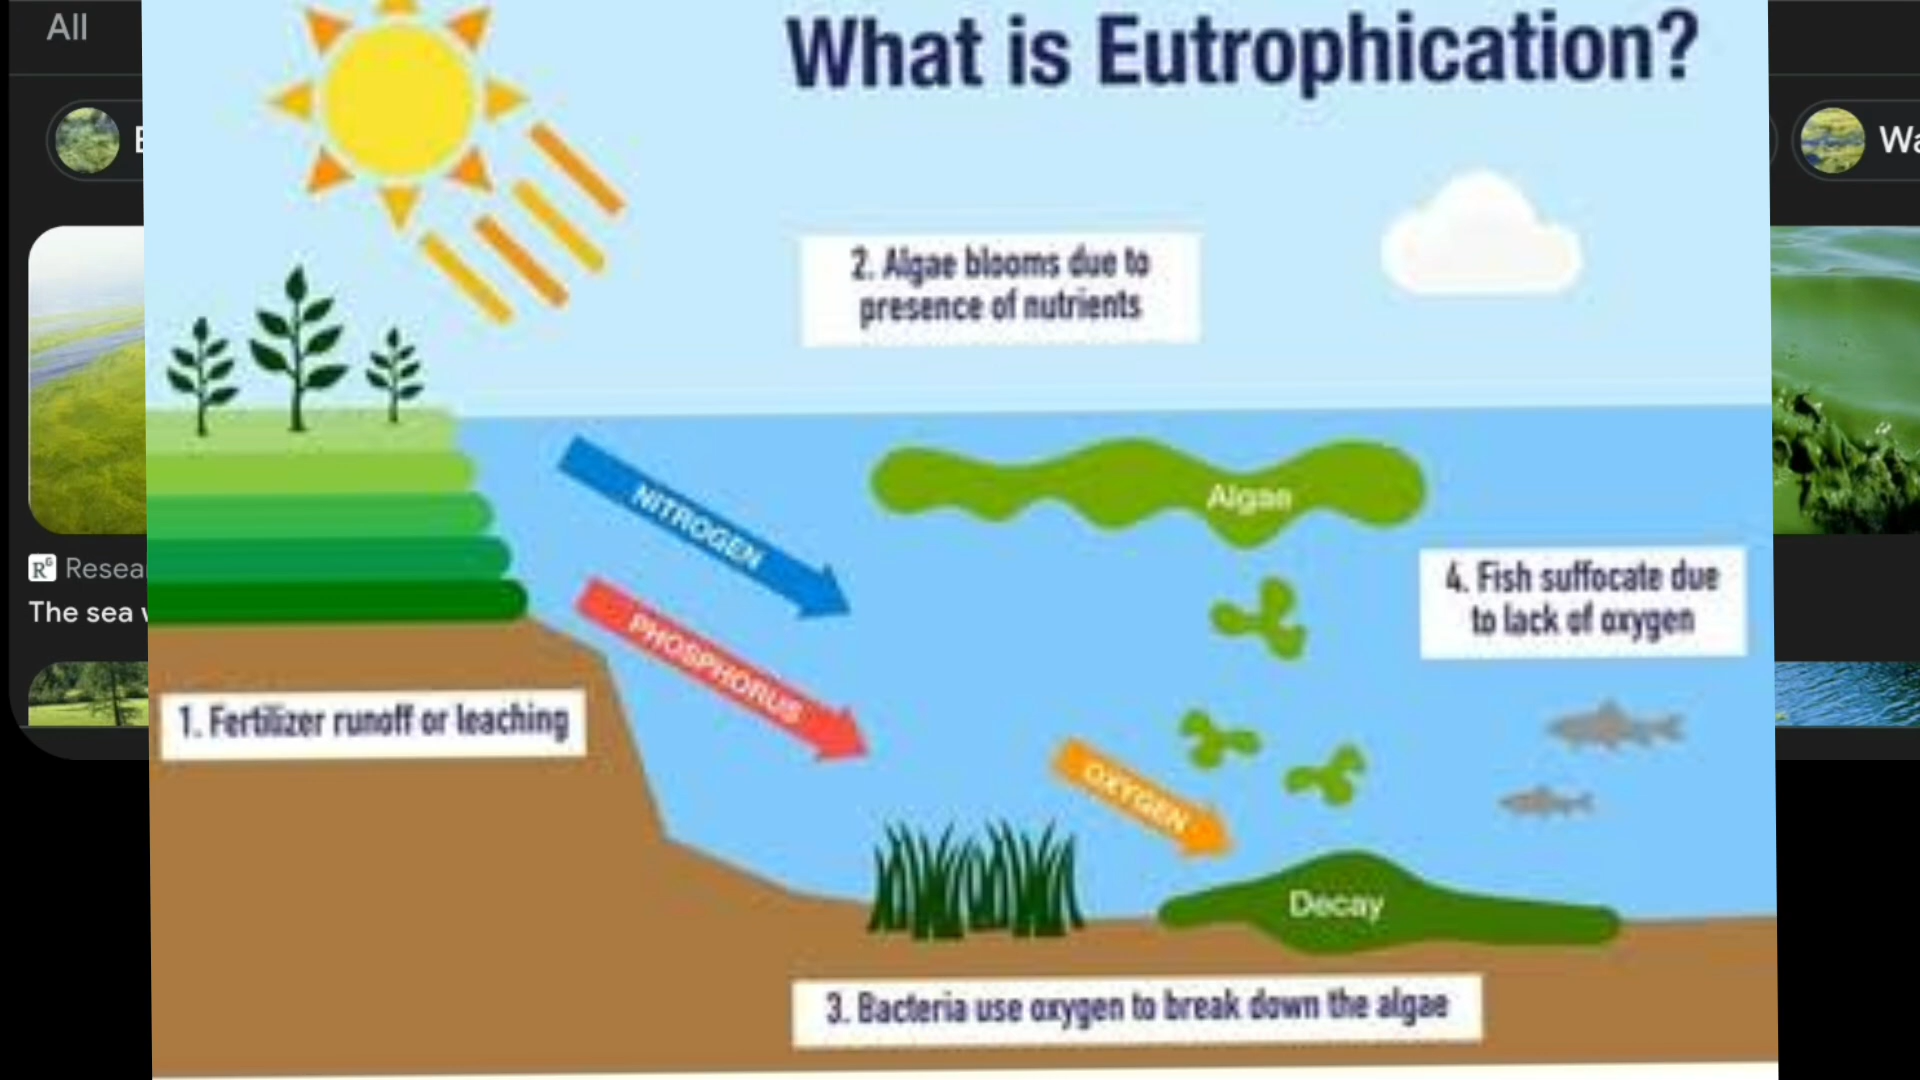 All
What is Eutrophication?
Wa
2. Algae blooms due to
presence of nutrients
NITROGEN
Algae
4. Fish suffocate due
to lack of oxygen
R⁶ Resea
The sea
PHOSPHORUS
1. Fertilizer runoff or leaching
OXYGEN
Decay
3. Bacteria use oxygen to break down the algae